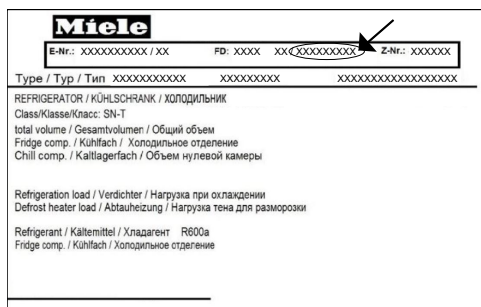 Miele
E-Nr.: XXXXXXXXXX / XX FD: XXXX XX/XXXXXXXXX Z-Nr.: XXXXXX
Type / Typ / Тип XXXXXXXXXXX XXXXXXXXX XXXXXXXXXXXXXXXXXX
REFRIGERATOR / KÜHLSCHRANK / ХОЛОДИЛЬНИК
Class/Klasse/Класс: SN-T
total volume / Gesamtvolumen / Общий объем
Fridge comp. / Kühlfach / Холодильное отделение
Chill comp. / Kaltlagerfach / Объем нулевой камеры
Refrigeration load / Verdichter / Нагрузка при охлаждении
Defrost heater load / Abtauheizung / Нагрузка тена для разморозки
Refrigerant / Kältemittel / Хладагент R600a
Fridge comp. / Kühlfach / Холодильное отделение